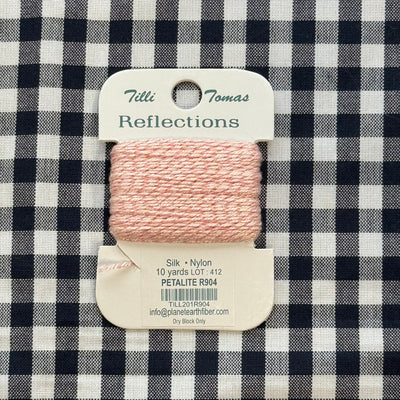 Tilli Tomas
Reflections
Silk • Nylon
10 yards LOT : 412
PETALITE R904
TILL201R904
info@planetearthfiber.com
Dry Block Only